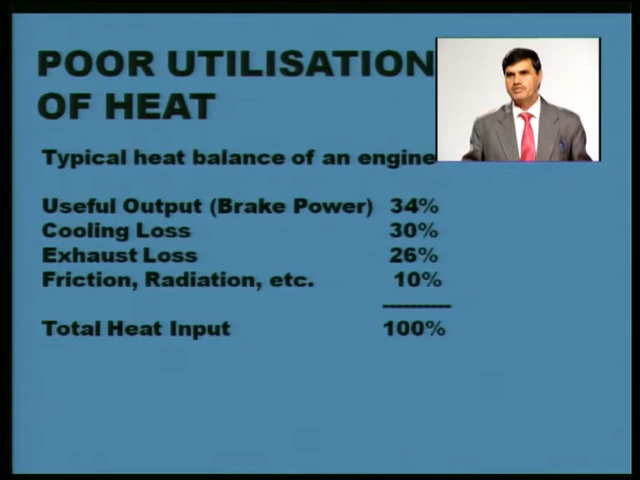 POOR UTILISATION
OF HEAT
Typical heat balance of an engine
Useful Output (Brake Power) 34%
Cooling Loss 30%
Exhaust Loss 26%
Friction, Radiation, etc. 10%
----------
Total Heat Input 100%